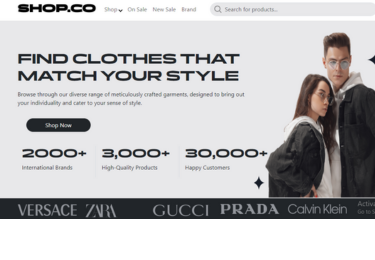 SHOP.CO
Shop On Sale New Sale Brand
Search for products..
FIND CLOTHES THAT
MATCH YOUR STYLE
Browse through our diverse range of meticulously crafted garments, designed to bring out
your individuality and cater to your sense of style.
Shop Now
2000+ 3,000+ 30,000+
International Brands High-Quality Products Happy Customers
VERSACE ZARA GUCCI PRADA Calvin Klein